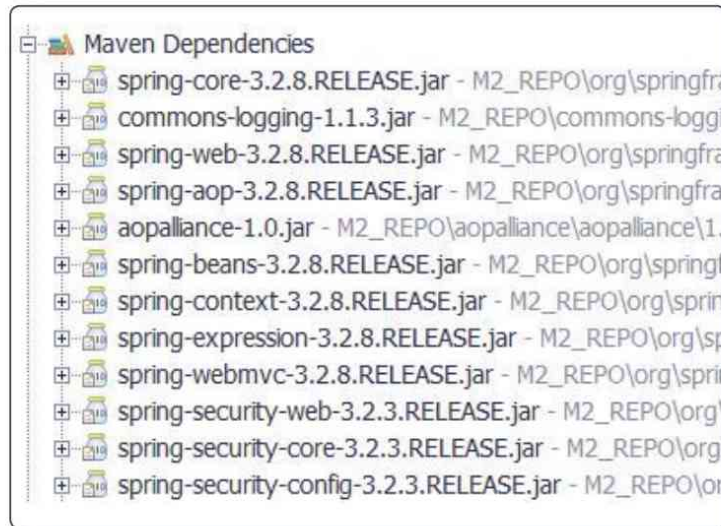 Maven Dependencies
spring-core-3.2.8.RELEASE.jar - M2_REPO\org\springfra
commons-logging-1.1.3.jar - M2_REPO\commons-loggi
spring-web-3.2.8.RELEASE.jar - M2_REPO\org\springfra
spring-aop-3.2.8.RELEASE.jar - M2_REPO\org\springfra
aopalliance-1.0.jar - M2_REPO\aopalliance\aopalliance\1.
spring-beans-3.2.8.RELEASE.jar - M2_REPO\org\springf
spring-context-3.2.8.RELEASE.jar - M2_REPO\org\sprin
spring-expression-3.2.8.RELEASE.jar - M2_REPO\org\sp
spring-webmvc-3.2.8.RELEASE.jar - M2_REPO\org\sprin
spring-security-web-3.2.3.RELEASE.jar - M2_REPO\org\
spring-security-core-3.2.3.RELEASE.jar - M2_REPO\org
spring-security-config-3.2.3.RELEASE.jar - M2_REPO\or